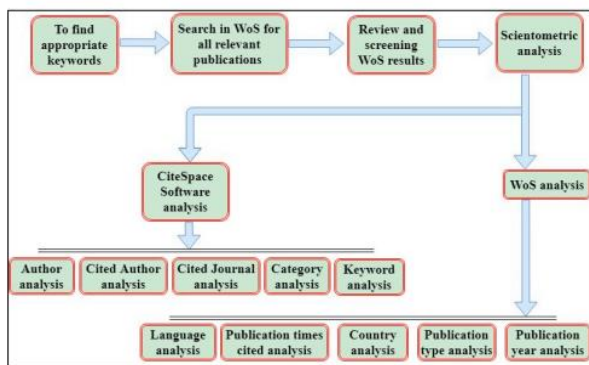 To find
appropriate
keywords
Search in WoS for
all relevant
publications
Review and
screening
WoS results
Scientometric
analysis
CiteSpace
Software
analysis
WoS analysis
Author
analysis
Cited Author
analysis
Cited Journal
analysis
Category
analysis
Keyword
analysis
Language
analysis
Publication times
cited analysis
Country
analysis
Publication
type analysis
Publication
year analysis